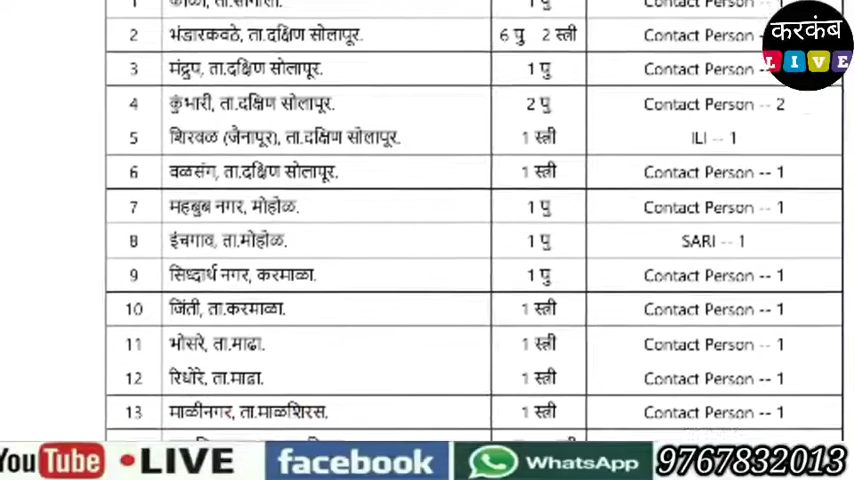 1 काळा, ता.सांगोला. 1 पु Contact Person --
2 भंडारकवठे, ता.दक्षिण सोलापूर. 6 पु 2 स्त्री Contact Person --
3 मंद्रुप, ता.दक्षिण सोलापूर. 1 पु Contact Person --
4 कुंभारी, ता.दक्षिण सोलापूर. 2 पु Contact Person -- 2
5 शिरवळ (जैनापूर), ता.दक्षिण सोलापूर. 1 स्त्री ILI -- 1
6 वळसंग, ता.दक्षिण सोलापूर. 1 स्त्री Contact Person -- 1
7 महबुब नगर, मोहोळ. 1 पु Contact Person -- 1
8 इंचगाव, ता.मोहोळ. 1 पु SARI -- 1
9 सिध्दार्थ नगर, करमाळा. 1 पु Contact Person -- 1
10 जिंती, ता.करमाळा. 1 स्त्री Contact Person -- 1
11 भोसरे, ता.माढा. 1 स्त्री Contact Person -- 1
12 रिधोरे, ता.माढा. 1 स्त्री Contact Person -- 1
13 माळीनगर, ता.माळशिरस. 1 स्त्री Contact Person -- 1
करकंब
LIVE
YouTube LIVE facebook WhatsApp 9767832013